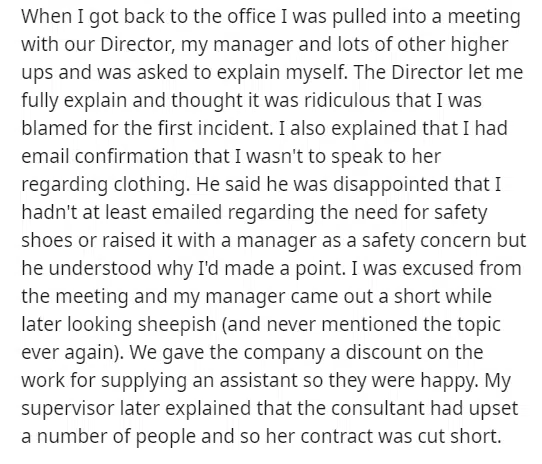 When I got back to the office I was pulled into a meeting
with our Director, my manager and lots of other higher
ups and was asked to explain myself. The Director let me
fully explain and thought it was ridiculous that I was
blamed for the first incident. I also explained that I had
email confirmation that I wasn't to speak to her
regarding clothing. He said he was disappointed that I
hadn't at least emailed regarding the need for safety
shoes or raised it with a manager as a safety concern but
he understood why I'd made a point. I was excused from
the meeting and my manager came out a short while
later looking sheepish (and never mentioned the topic
ever again). We gave the company a discount on the
work for supplying an assistant so they were happy. My
supervisor later explained that the consultant had upset
a number of people and so her contract was cut short.